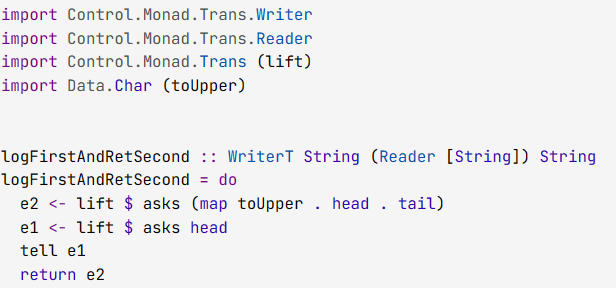 import Control.Monad.Trans.Writer
import Control.Monad.Trans.Reader
import Control.Monad.Trans (lift)
import Data.Char (toUpper)
logFirstAndRetSecond :: WriterT String (Reader [String]) String
logFirstAndRetSecond = do
  e2 <- lift $ asks (map toUpper . head . tail)
  e1 <- lift $ asks head
  tell e1
  return e2